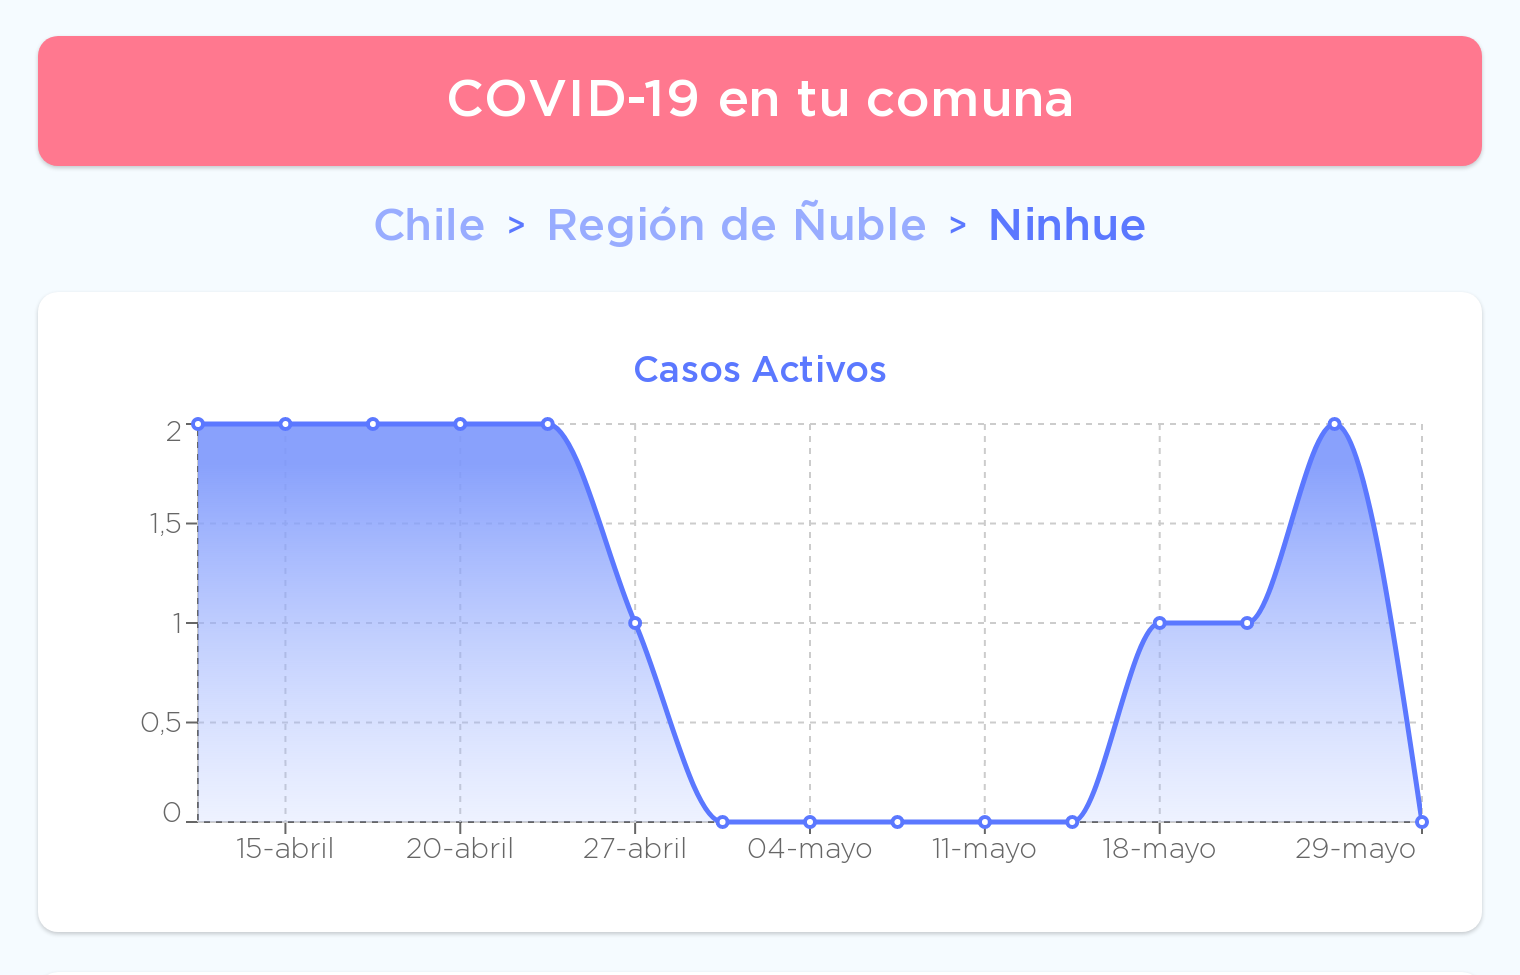 COVID-19 en tu comuna
Chile > Región de Ñuble > Ninhue
Casos Activos
2
1,5
1
0,5
0
15-abril 20-abril 27-abril 04-mayo 11-mayo 18-mayo 29-mayo